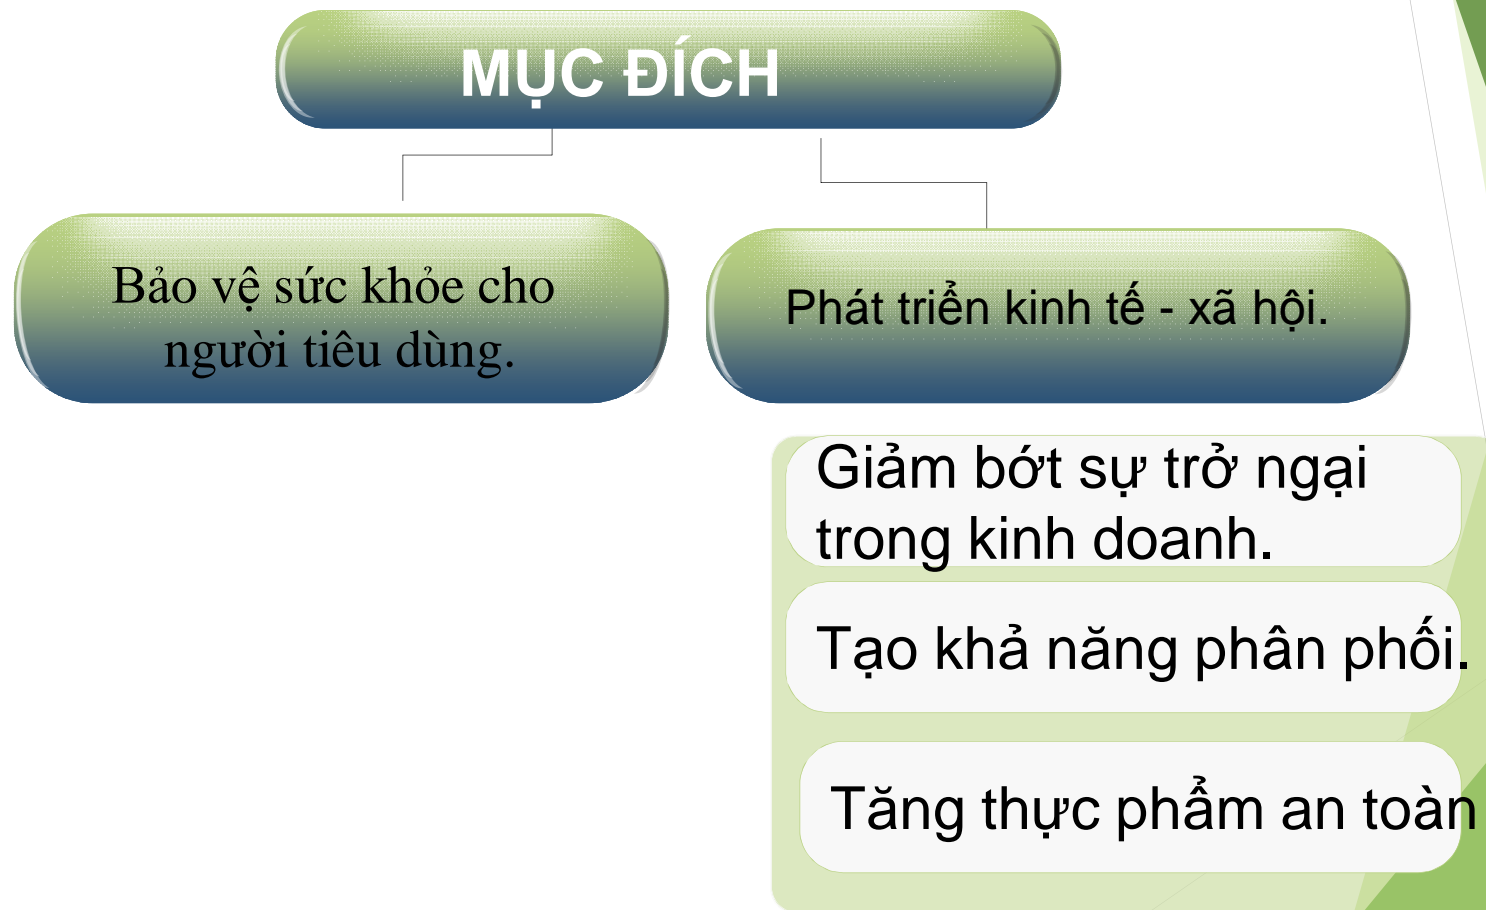 MỤC ĐÍCH
Bảo vệ sức khỏe cho
người tiêu dùng.
Phát triển kinh tế - xã hội.
Giảm bớt sự trở ngại
trong kinh doanh.
Tạo khả năng phân phối.
Tăng thực phẩm an toàn